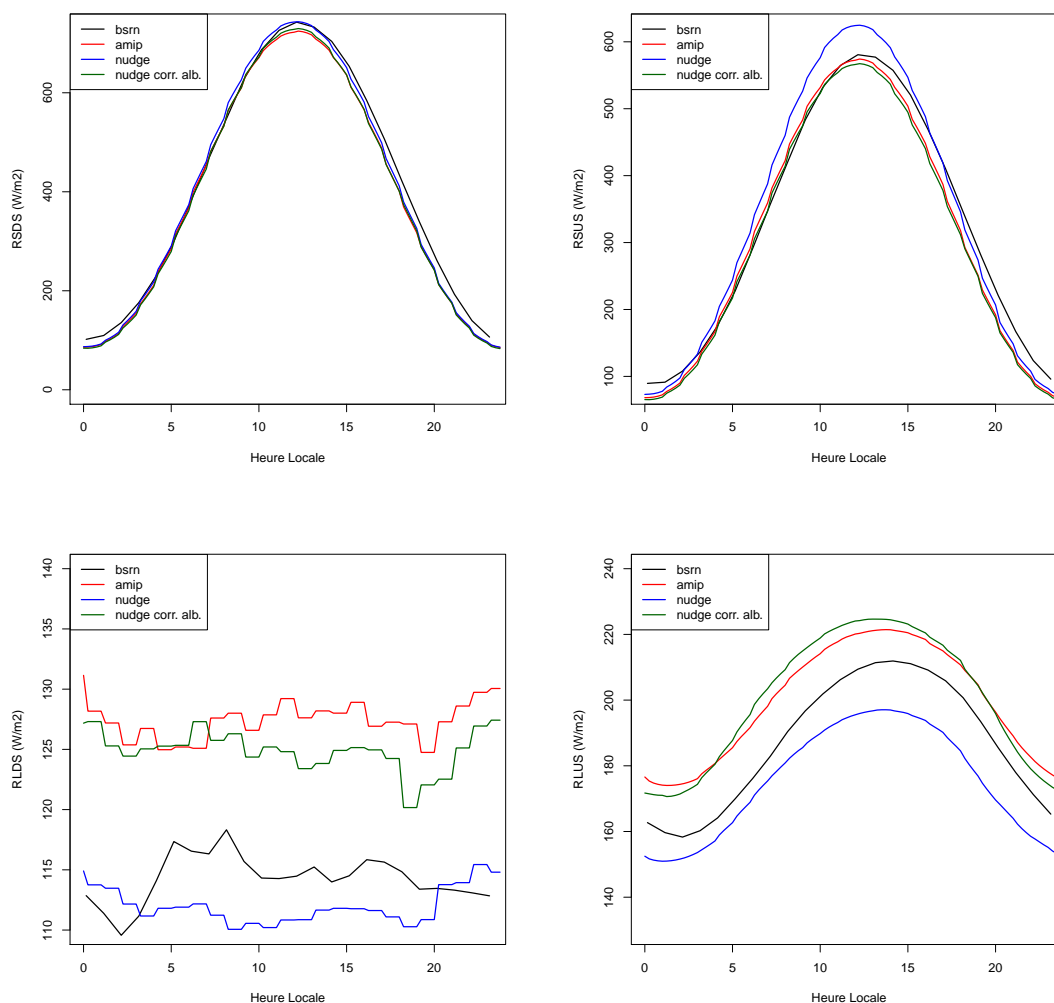 bsrn
amip
nudge
nudge corr. alb.
RSDS (W/m2)
0 200 400 600
0 5 10 15 20
Heure Locale
bsrn
amip
nudge
nudge corr. alb.
RSUS (W/m2)
100 200 300 400 500 600
0 5 10 15 20
Heure Locale
bsrn
amip
nudge
nudge corr. alb.
RLDS (W/m2)
110 115 120 125 130 135 140
0 5 10 15 20
Heure Locale
bsrn
amip
nudge
nudge corr. alb.
RLUS (W/m2)
140 160 180 200 220 240
0 5 10 15 20
Heure Locale